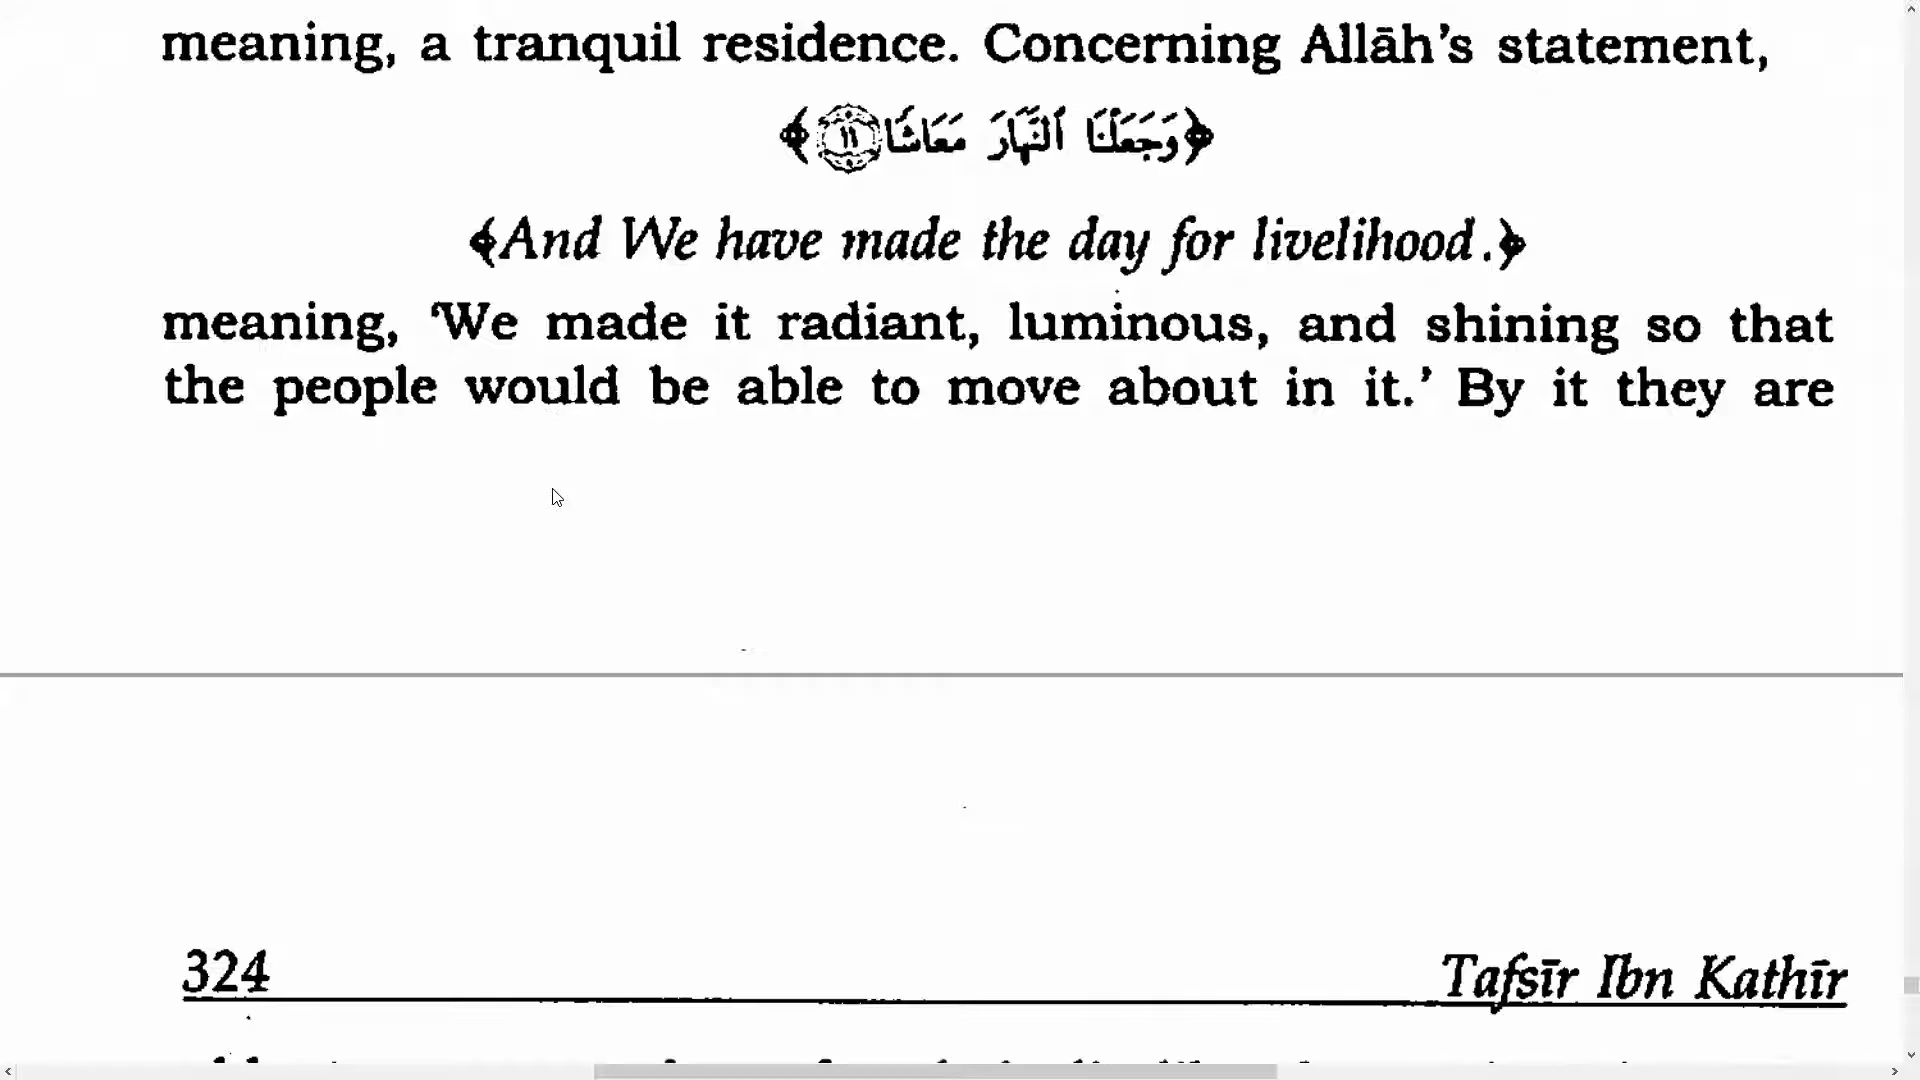 meaning, a tranquil residence. Concerning Allāh's statement,
﴿وَجَعَلْنَا ٱلنَّهَارَ مَعَاشًا ١١﴾
﴾And We have made the day for livelihood.﴿
meaning, 'We made it radiant, luminous, and shining so that
the people would be able to move about in it.' By it they are
324 Tafsīr Ibn Kathīr